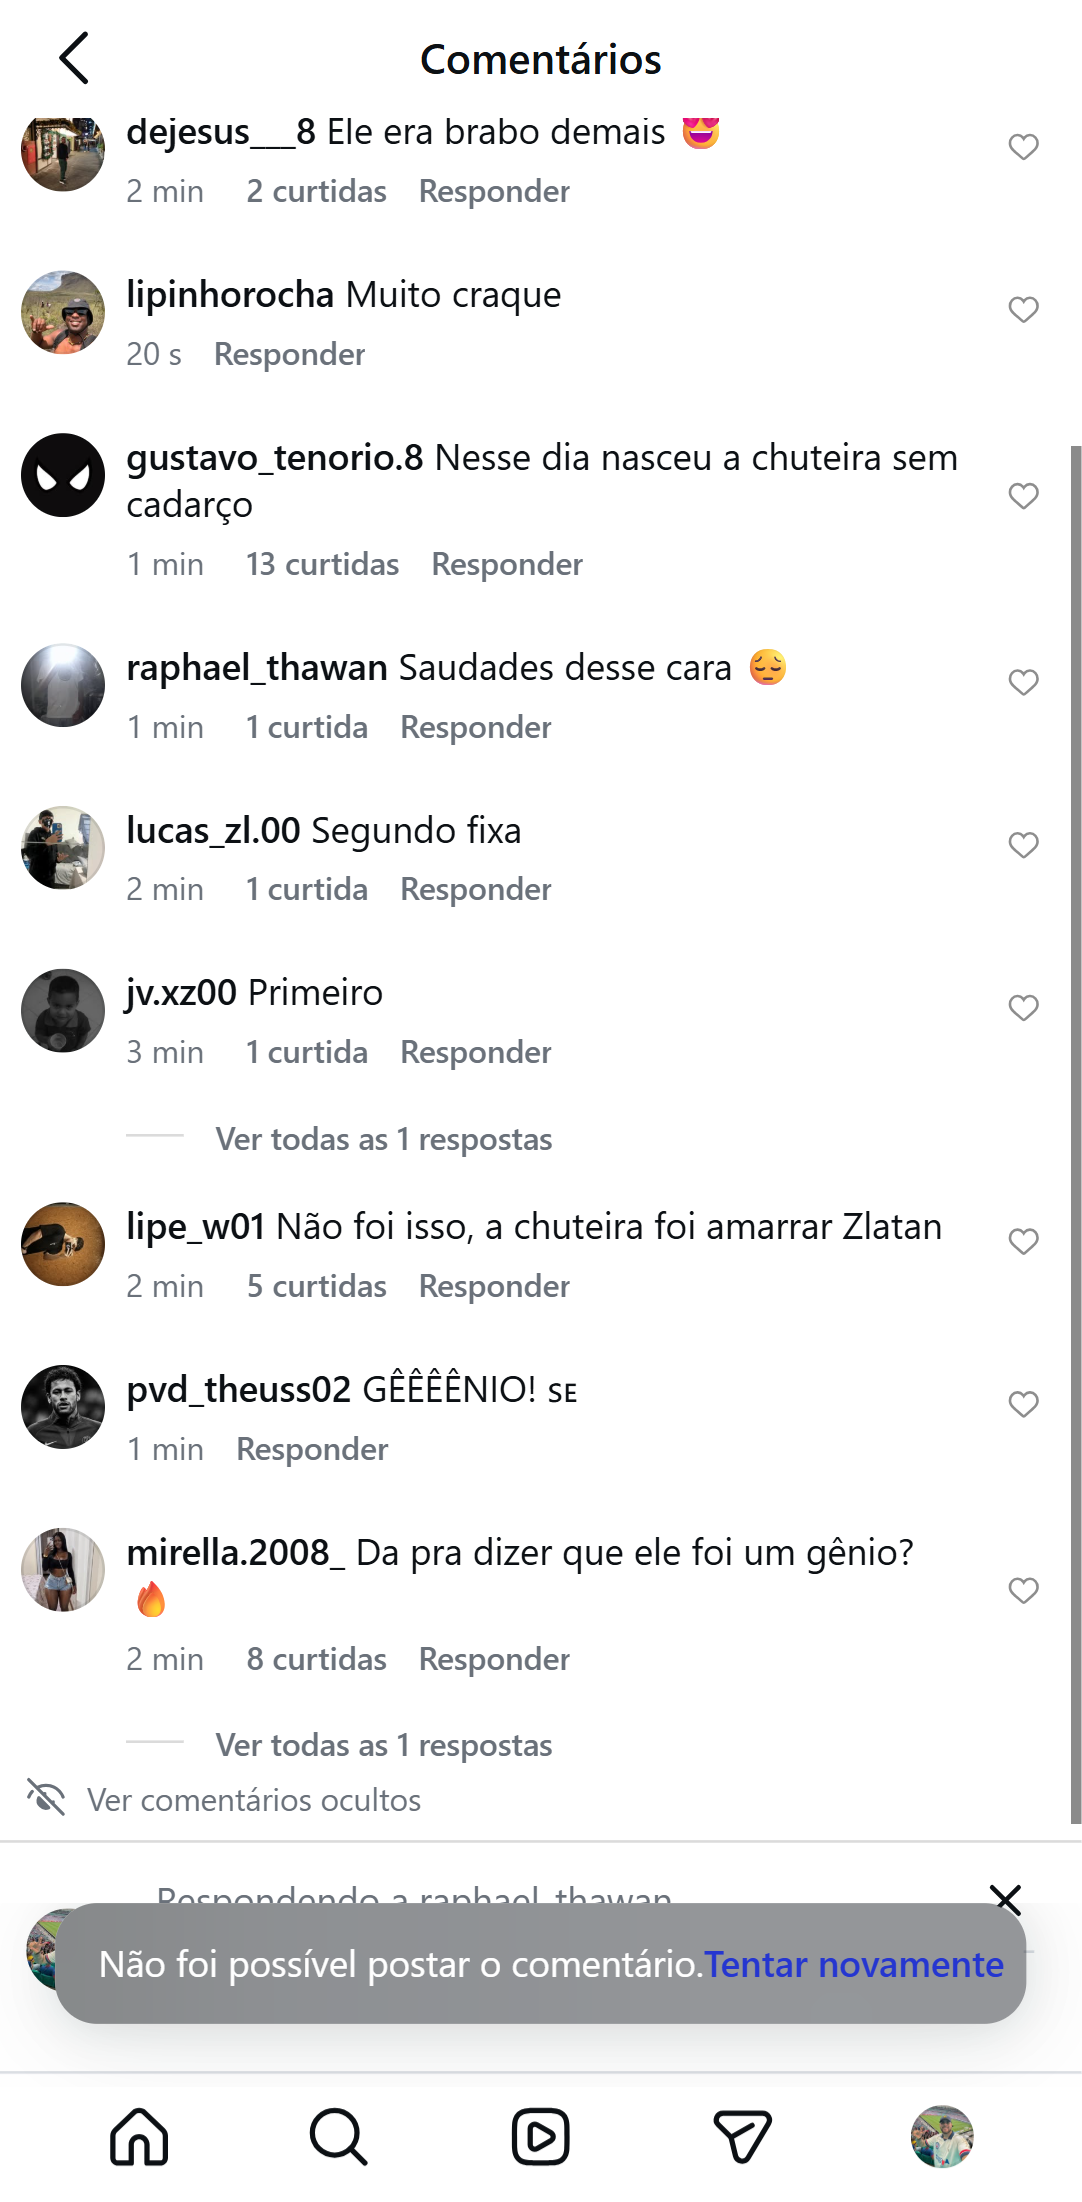 Comentários
dejesus___8 Ele era brabo demais 😍
2 min 2 curtidas Responder
lipinhorocha Muito craque
20 s Responder
gustavo_tenorio.8 Nesse dia nasceu a chuteira sem
cadarço
1 min 13 curtidas Responder
raphael_thawan Saudades desse cara 😔
1 min 1 curtida Responder
lucas_zl.00 Segundo fixa
2 min 1 curtida Responder
jv.xz00 Primeiro
3 min 1 curtida Responder
Ver todas as 1 respostas
lipe_w01 Não foi isso, a chuteira foi amarrar Zlatan
2 min 5 curtidas Responder
pvd_theuss02 GÊÊÊÊNIO! sᴇ
1 min Responder
mirella.2008_ Da pra dizer que ele foi um gênio?
🔥
2 min 8 curtidas Responder
Ver todas as 1 respostas
Ver comentários ocultos
Respondendo a raphael_thawan
Não foi possível postar o comentário.Tentar novamente